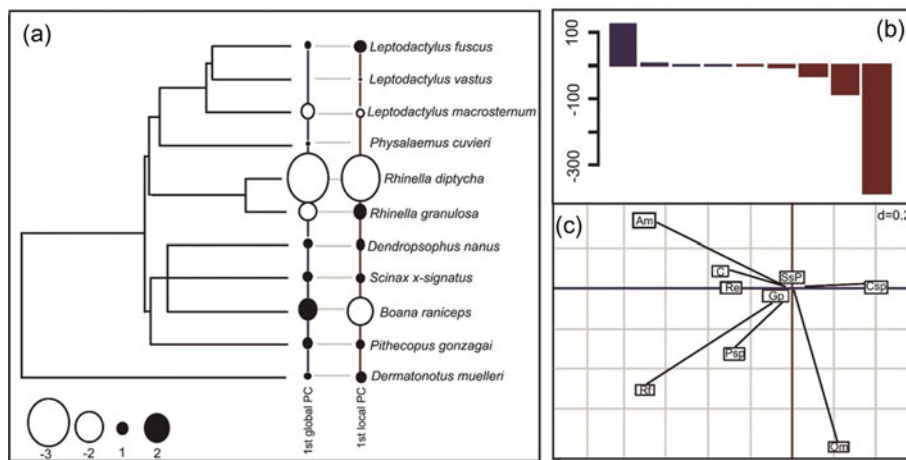 (a)
Leptodactylus fuscus
Leptodactylus vastus
Leptodactylus macrosternum
Physalaemus cuvieri
Rhinella diptycha
Rhinella granulosa
Dendropsophus nanus
Scinax x-signatus
Boana raniceps
Pithecopus gonzagai
Dermatonotus muelleri
1st global PC
1st local PC
-3
-2
1
2
(b)
100
-100
-300
(c)
d=0.2
Am
C
SsP
Re
Csp
Gp
Psp
Rf
Om